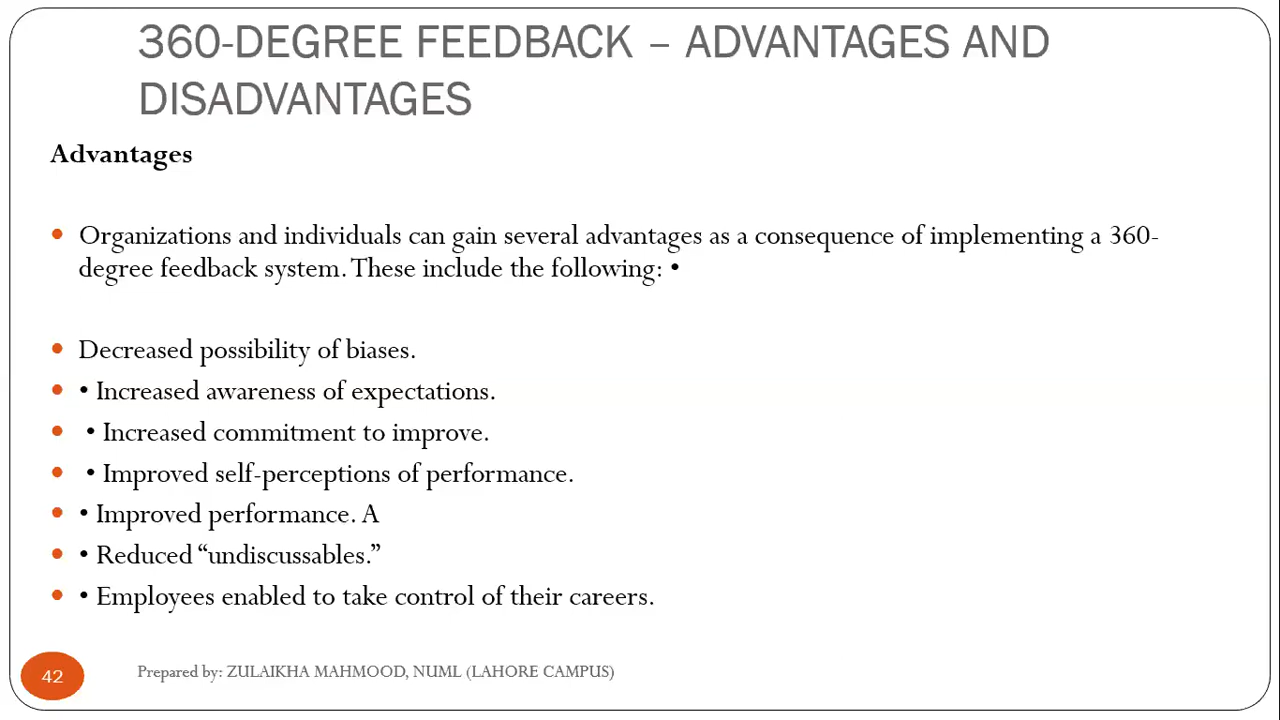 360-DEGREE FEEDBACK – ADVANTAGES AND
DISADVANTAGES
Advantages
• Organizations and individuals can gain several advantages as a consequence of implementing a 360-
degree feedback system. These include the following: •
• Decreased possibility of biases.
• • Increased awareness of expectations.
• • Increased commitment to improve.
• • Improved self-perceptions of performance.
• • Improved performance. A
• • Reduced “undiscussables.”
• • Employees enabled to take control of their careers.
42
Prepared by: ZULAIKHA MAHMOOD, NUML (LAHORE CAMPUS)